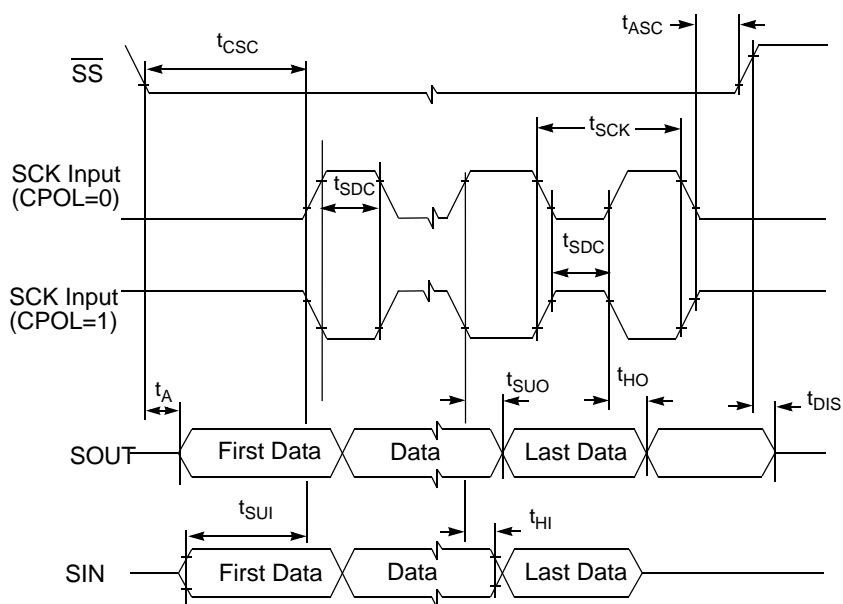 t_CSC
t_ASC
SS
t_SCK
SCK Input
(CPOL=0)
t_SDC
t_SDC
SCK Input
(CPOL=1)
t_A
t_SUO
t_HO
t_DIS
SOUT
First Data
Data
Last Data
t_SUI
t_HI
SIN
First Data
Data
Last Data